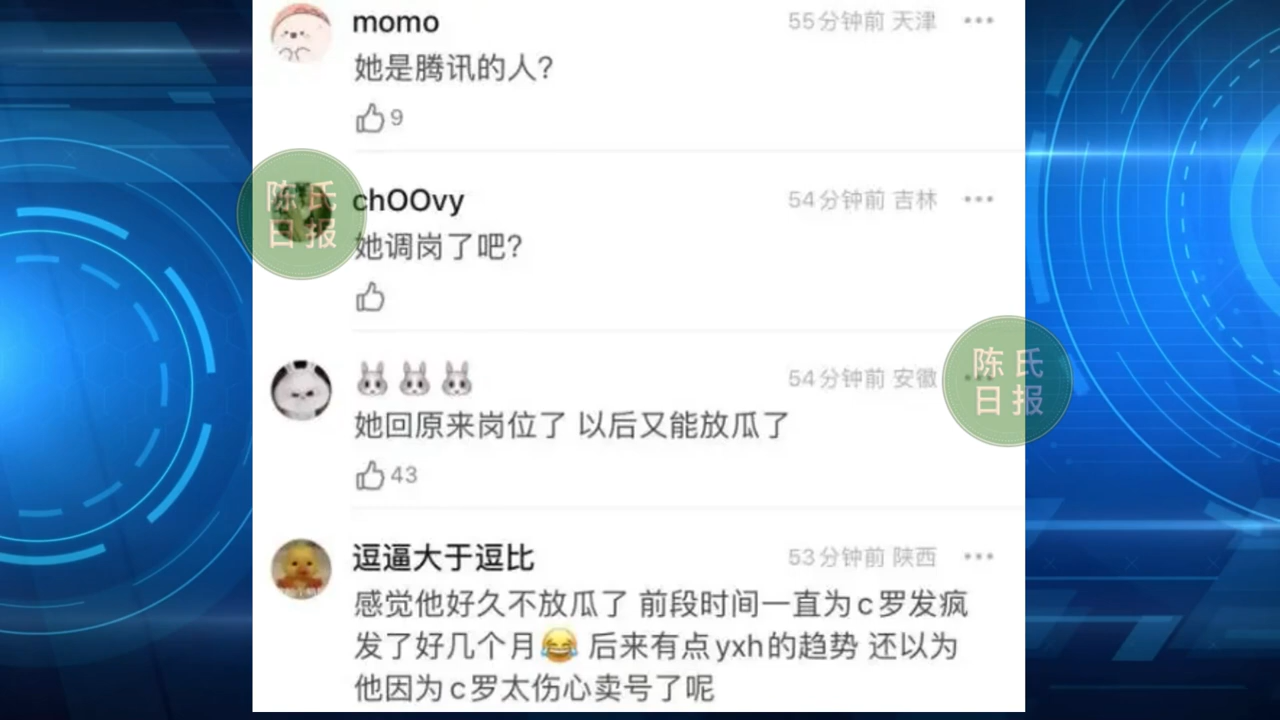 momo
55分钟前 天津
她是腾讯的人?
9
chOOvy
54分钟前 吉林
她调岗了吧?
陈氏
日报
54分钟前 安徽
她回原来岗位了 以后又能放瓜了
43
陈氏
日报
逗逼大于逗比
53分钟前 陕西
感觉他好久不放瓜了 前段时间一直为c罗发疯
发了好几个月😂 后来有点yxh的趋势 还以为
他因为c罗太伤心卖号了呢